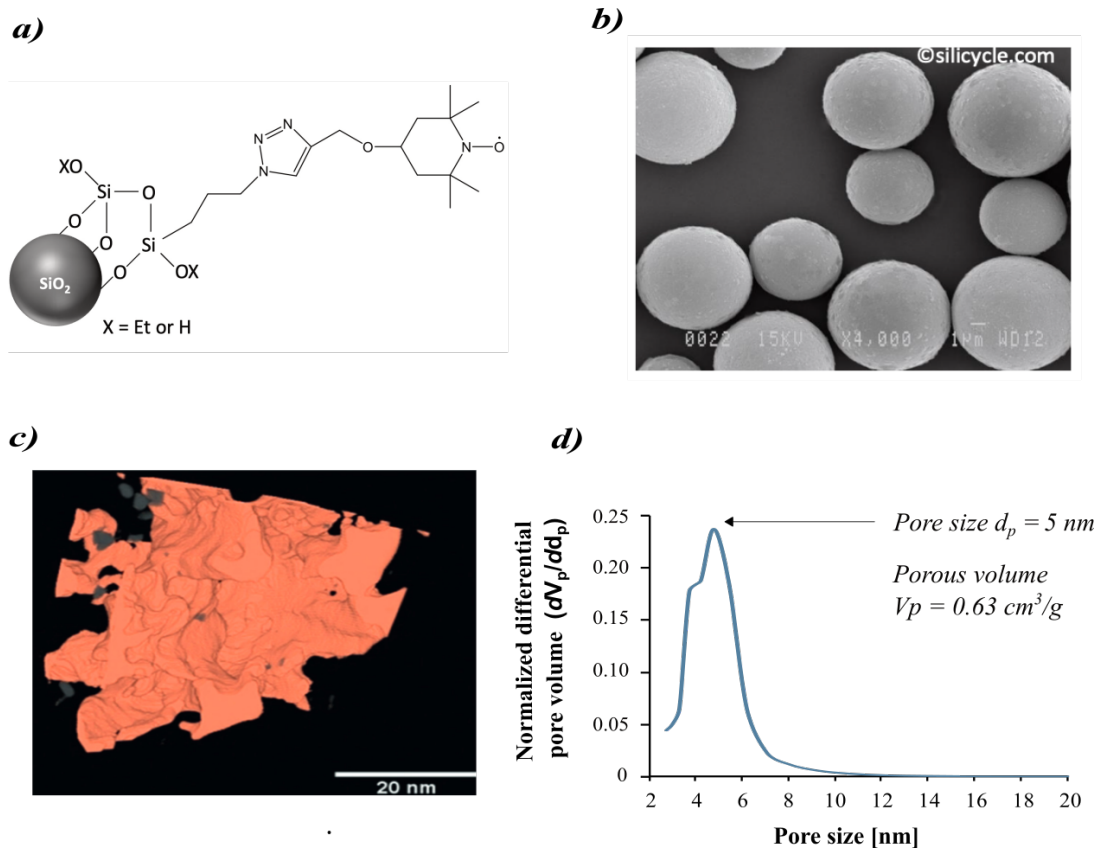 a)
N
N
N
O
N
O
XO
Si
O
O
O
Si
O
OX
SiO₂
X = Et or H
b)
©silicycle.com
0022 15KV X4,000 1µm WD12
c)
20 nm
.
d)
Normalized differential
pore volume (dVₚ/ddₚ)
0.25
0.20
0.15
0.10
0.05
0
2 4 6 8 10 12 14 16 18 20
Pore size [nm]
Pore size dₚ = 5 nm
Porous volume
Vp = 0.63 cm³/g